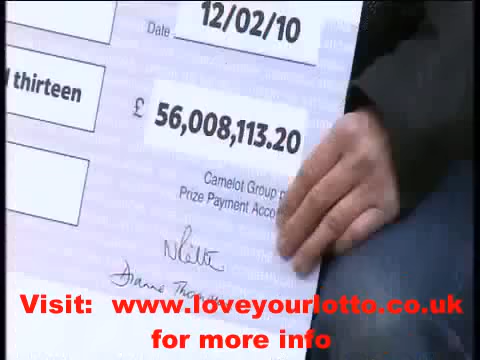 Date 12/02/10
thirteen
£ 56,008,113.20
Camelot Group
Prize Payment
Diane
Visit: www.loveyourlotto.co.uk
for more info